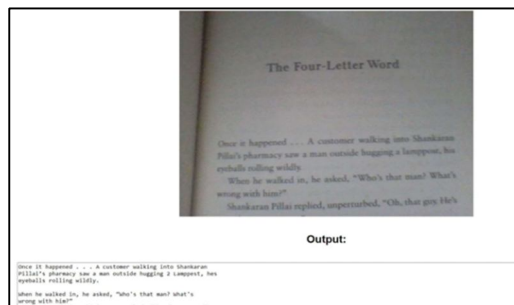 The Four-Letter Word
Once it happened . . . A customer walking into Shankaran
Pillai's pharmacy saw a man outside hugging a lamppost, his
eyeballs rolling wildly.
When he walked in, he asked, "Who's that man? What's
wrong with him?"
Shankaran Pillai replied, unperturbed, "Oh, that guy. He's
Output:
Once it happened . . . A customer walking into Shankaran
Pillai"s pharmacy saw a man outside hugging 2 Lamppest, hes
eyeballs rolling wildly.
When he walked in, he asked, "Who's that man? What's
wrong with him?"